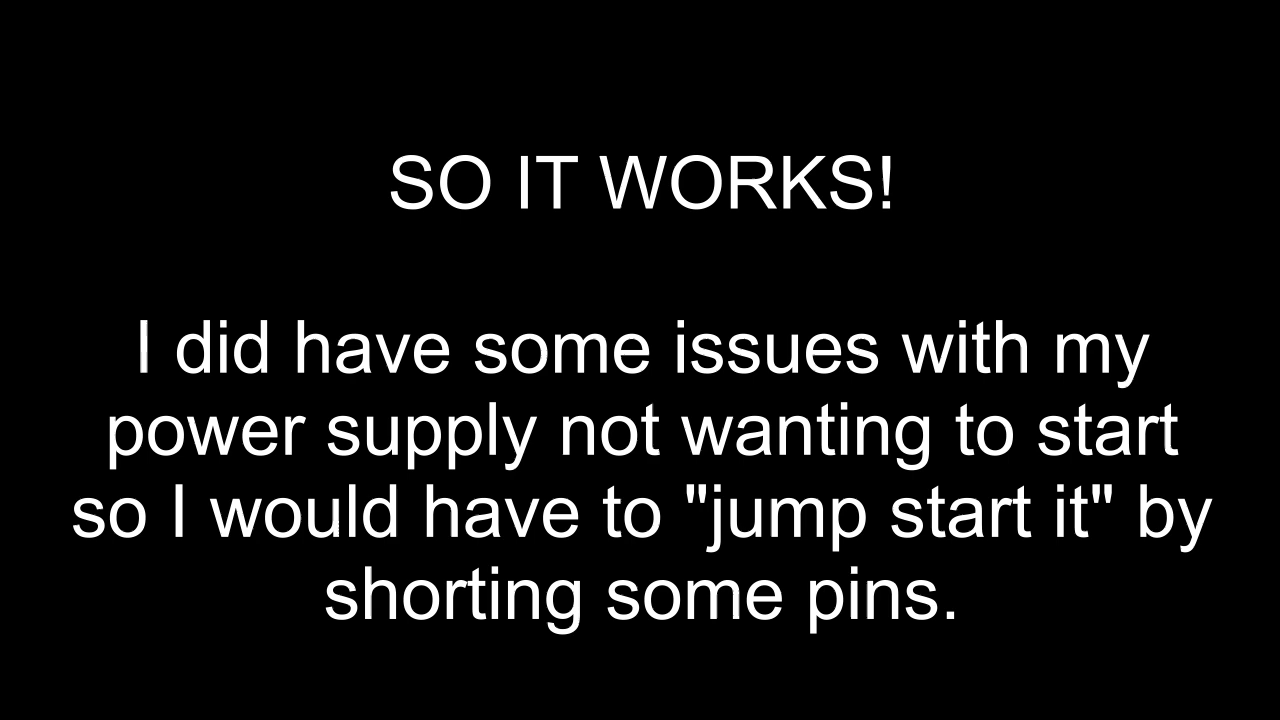 SO IT WORKS!
I did have some issues with my
power supply not wanting to start
so I would have to "jump start it" by
shorting some pins.